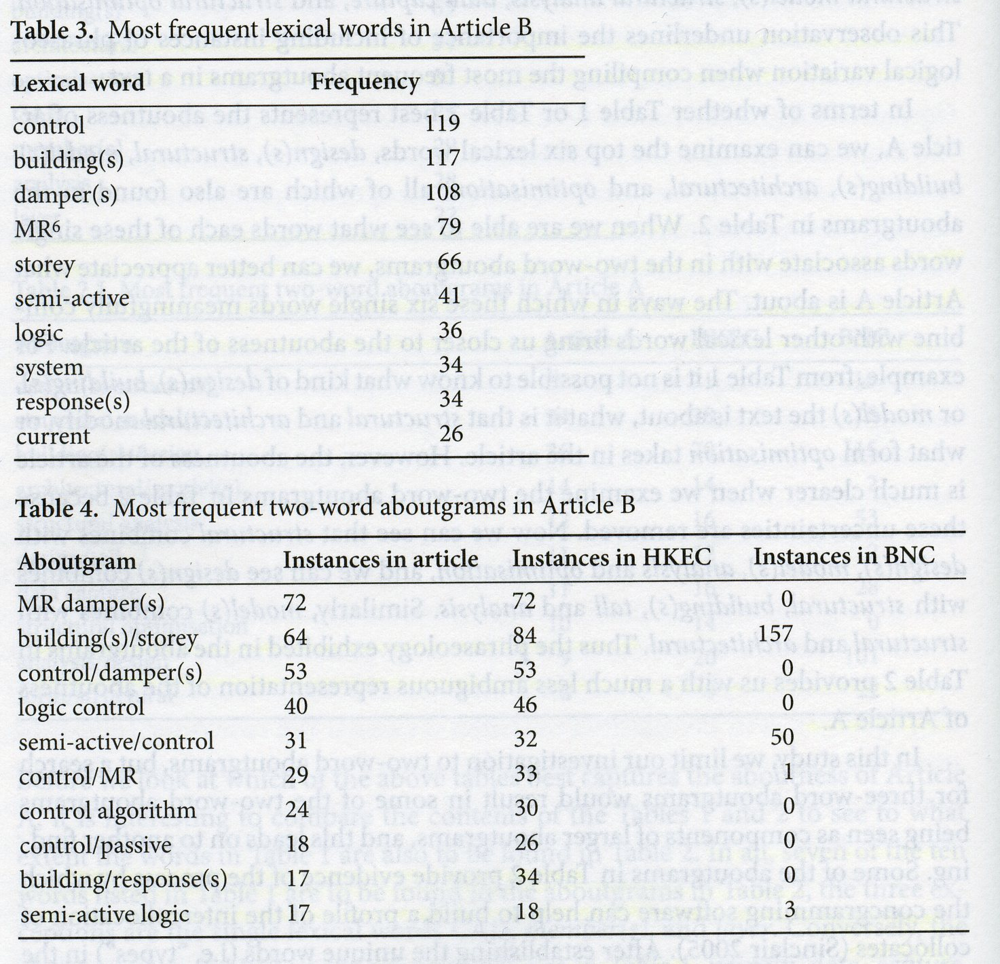 Table 3. Most frequent lexical words in Article B
Lexical word Frequency
control 119
building(s) 117
damper(s) 108
MR⁶ 79
storey 66
semi-active 41
logic 36
system 34
response(s) 34
current 26
Table 4. Most frequent two-word aboutgrams in Article B
Aboutgram Instances in article Instances in HKEC Instances in BNC
MR damper(s) 72 72 0
building(s)/storey 64 84 157
control/damper(s) 53 53 0
logic control 40 46 0
semi-active/control 31 32 50
control/MR 29 33 1
control algorithm 24 30 0
control/passive 18 26 0
building/response(s) 17 34 0
semi-active logic 17 18 3